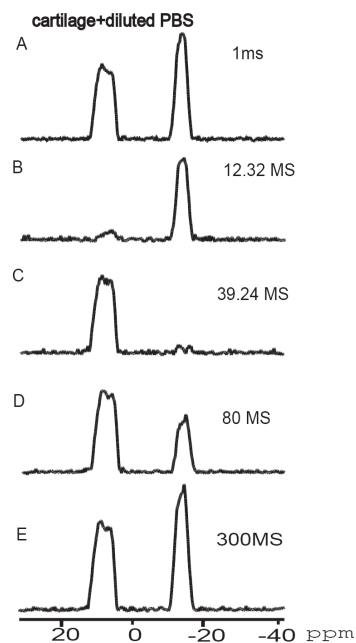 cartilage+diluted PBS
A
1ms
B
12.32 MS
C
39.24 MS
D
80 MS
E
300MS
20 0 -20 -40 ppm